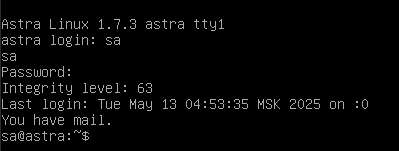 Astra Linux 1.7.3 astra tty1
astra login: sa
sa
Password:
Integrity level: 63
Last login: Tue May 13 04:53:35 MSK 2025 on :0
You have mail.
sa@astra:~$